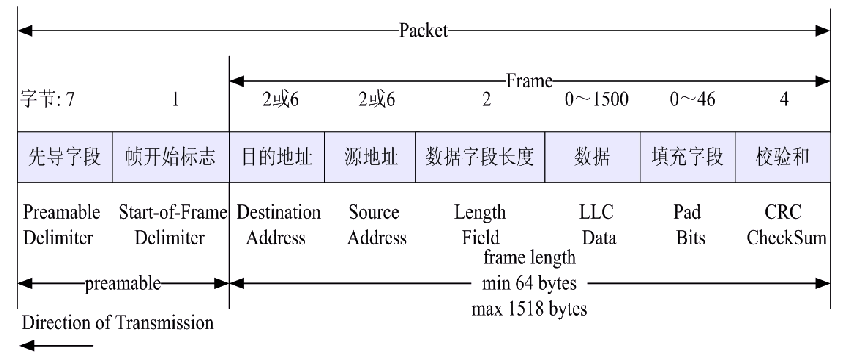 Packet
Frame
字节: 7 1 2或6 2或6 2 0～1500 0～46 4
先导字段 帧开始标志 目的地址 源地址 数据字段长度 数据 填充字段 校验和
Preamable Start-of-Frame Destination Source Length LLC Pad CRC
Delimiter Delimiter Address Address Field Data Bits CheckSum
frame length
preamable min 64 bytes
max 1518 bytes
Direction of Transmission